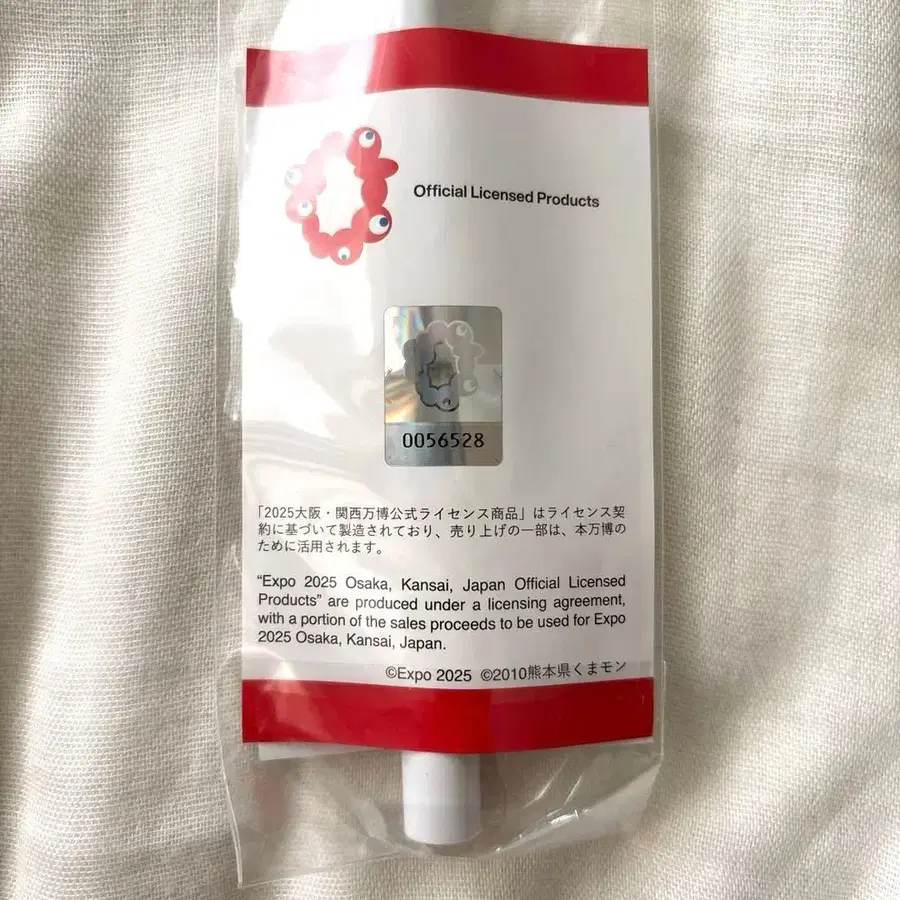 Official Licensed Products
0056528
「2025大阪・関西万博公式ライセンス商品」はライセンス契
約に基づいて製造されており、売り上げの一部は、本万博の
ために活用されます。
“Expo 2025 Osaka, Kansai, Japan Official Licensed
Products” are produced under a licensing agreement,
with a portion of the sales proceeds to be used for Expo
2025 Osaka, Kansai, Japan.
©Expo 2025 ©2010熊本県くまモン